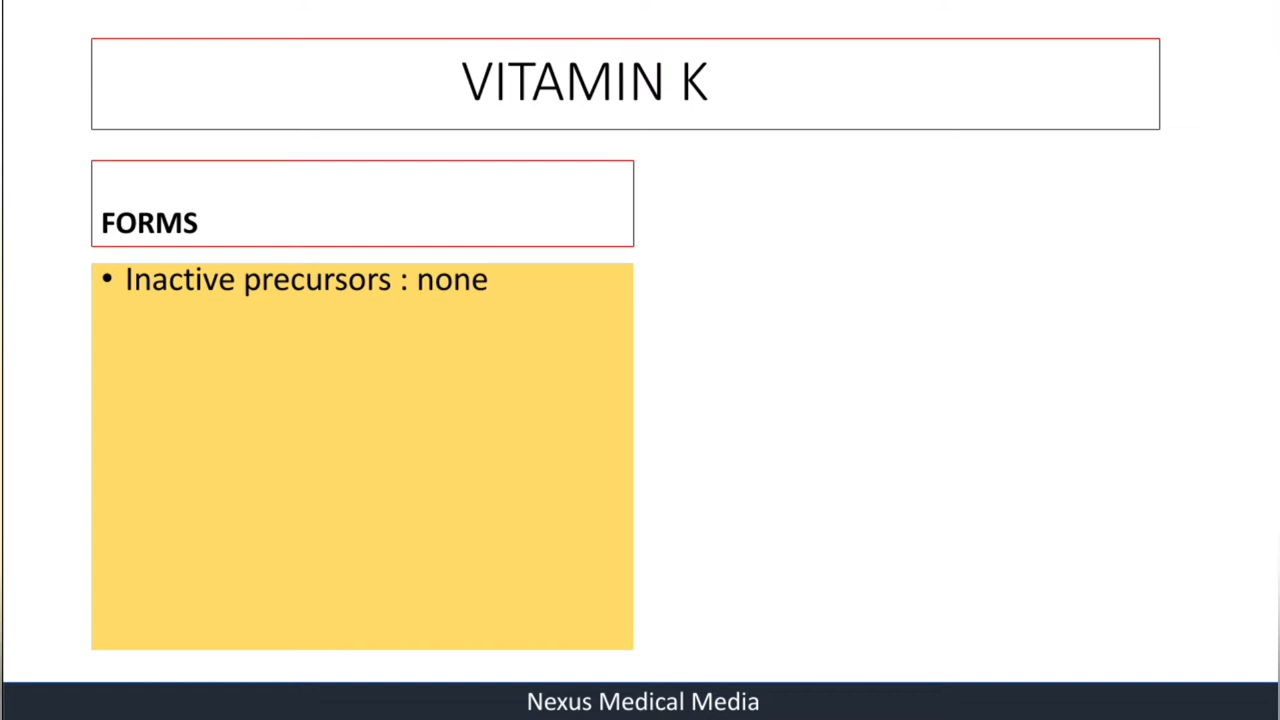 VITAMIN K
FORMS
• Inactive precursors : none
Nexus Medical Media